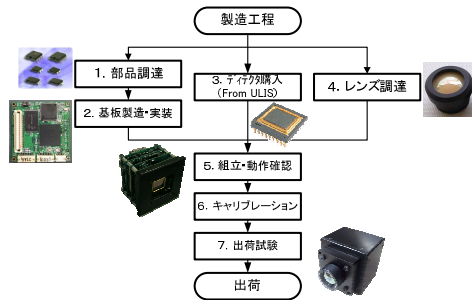 製造工程
1. 部品調達
3. ディテクタ購入
(From ULIS)
4. レンズ調達
2. 基板製造・実装
5. 組立・動作確認
6. キャリブレーション
7. 出荷試験
出荷